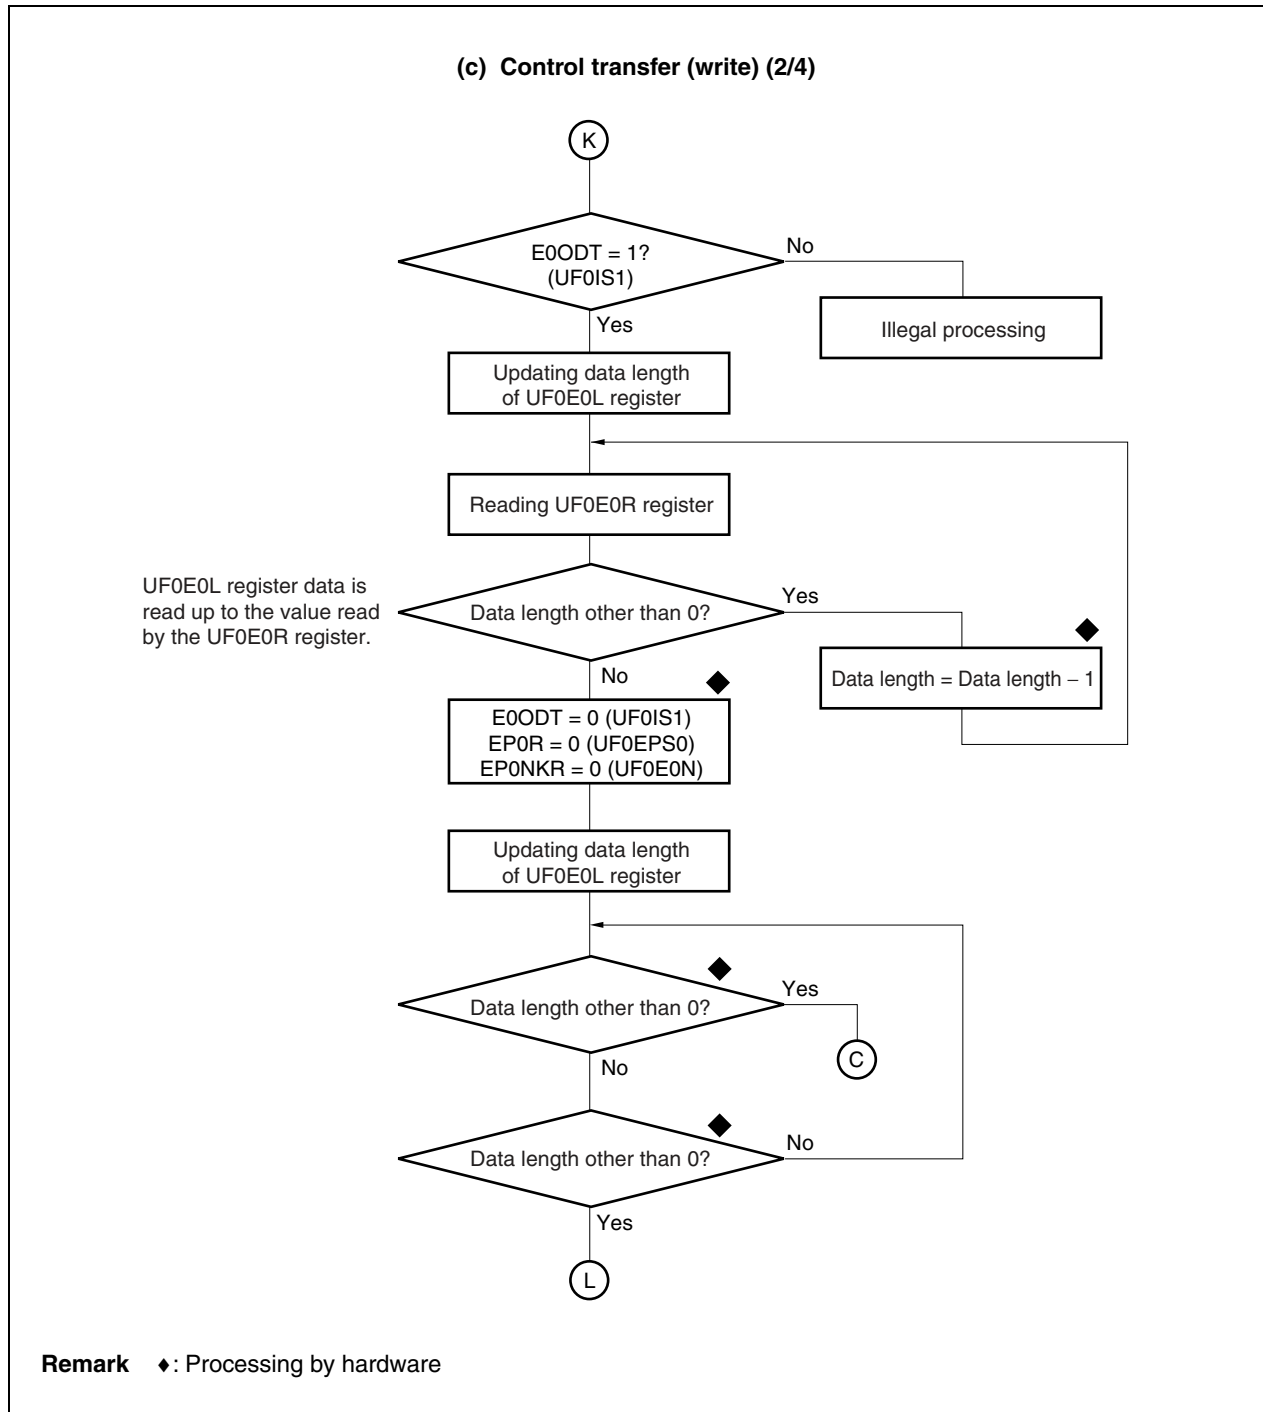 (c) Control transfer (write) (2/4)
K
E0ODT = 1?
(UF0IS1)
No
Illegal processing
Yes
Updating data length
of UF0E0L register
Reading UF0E0R register
UF0E0L register data is
read up to the value read
by the UF0E0R register.
Data length other than 0?
Yes
◆
Data length = Data length − 1
No
◆
E0ODT = 0 (UF0IS1)
EP0R = 0 (UF0EPS0)
EP0NKR = 0 (UF0E0N)
Updating data length
of UF0E0L register
◆
Data length other than 0?
Yes
C
No
◆
Data length other than 0?
No
Yes
L
Remark ♦: Processing by hardware